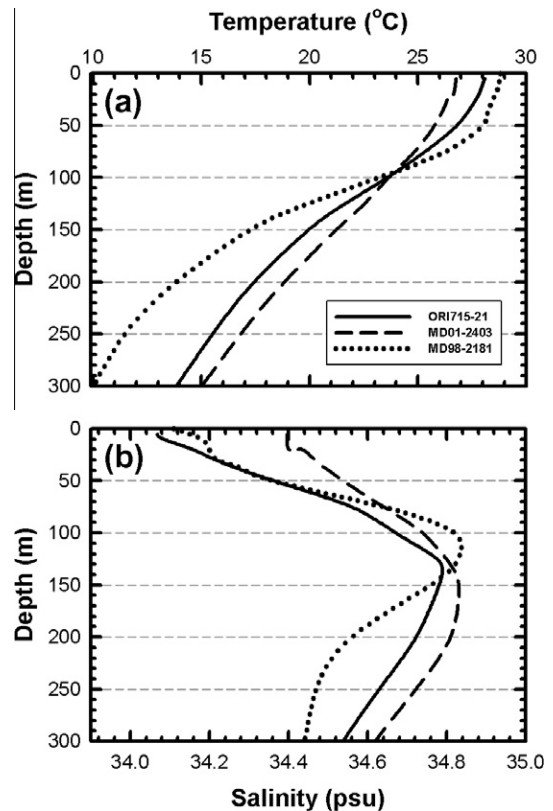 Temperature (°C)
10 15 20 25 30
(a)
0
50
100
150
200
250
300
Depth (m)
ORI715-21
MD01-2403
MD98-2181
(b)
0
50
100
150
200
250
300
Depth (m)
34.0 34.2 34.4 34.6 34.8 35.0
Salinity (psu)